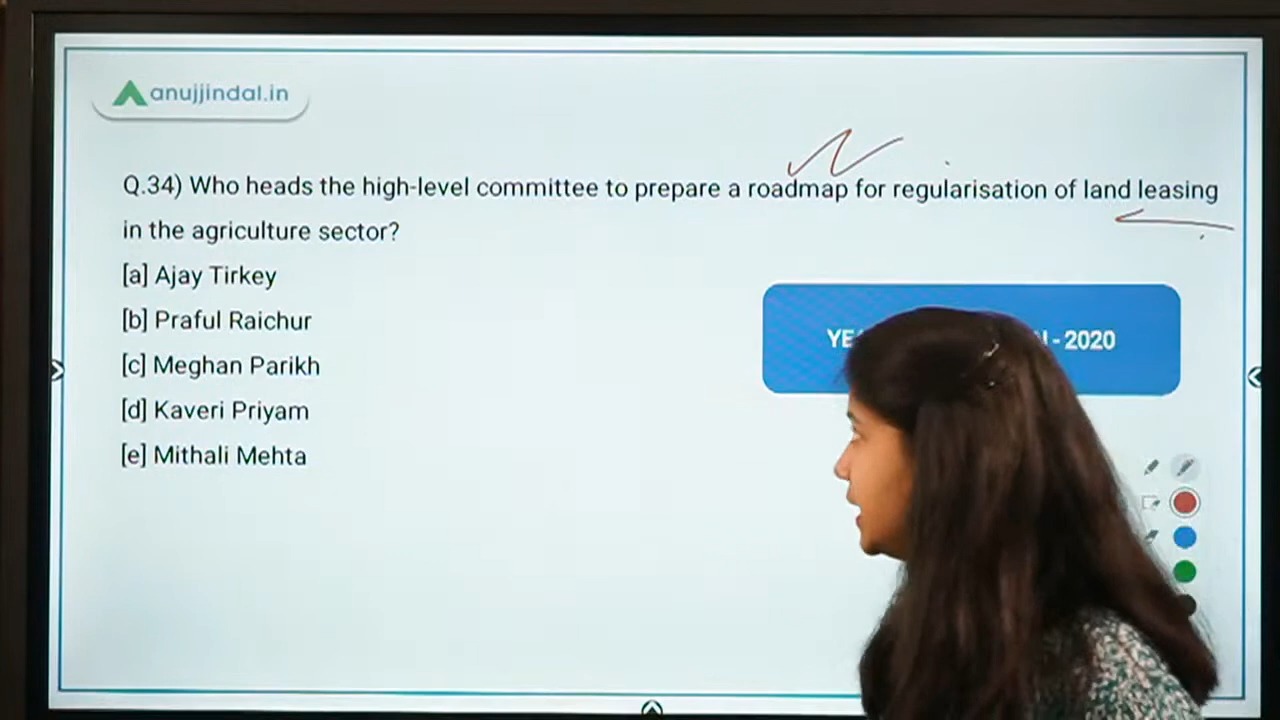 anujjindal.in
Q.34) Who heads the high-level committee to prepare a roadmap for regularisation of land leasing
in the agriculture sector?
[a] Ajay Tirkey
[b] Praful Raichur
[c] Meghan Parikh
[d] Kaveri Priyam
[e] Mithali Mehta
- 2020